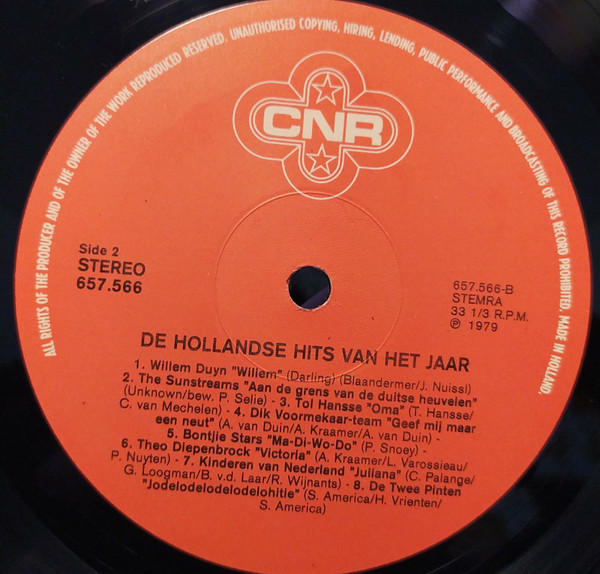 ALL RIGHTS OF THE PRODUCER AND OF THE OWNER OF THE WORK REPRODUCED RESERVED. UNAUTHORISED COPYING, HIRING, LENDING, PUBLIC PERFORMANCE AND BROADCASTING OF THIS RECORD PROHIBITED. MADE IN HOLLAND.
CNR
Side 2
STEREO
657.566
657.566-B
STEMRA
33 1/3 R.P.M.
℗ 1979
DE HOLLANDSE HITS VAN HET JAAR
1. Willem Duyn "Willem" (Darling) (Blaandermer/J. Nuissl)
2. The Sunstreams "Aan de grens van de duitse heuvelen"
(Unknown/bew. P. Selie) - 3. Tol Hansse "Oma" (T. Hansse/
C. van Mechelen) - 4. Dik Voormekaar-team "Geef mij maar
een neut" (A. van Duin/A. Kraamer/A. van Duin) -
5. Bontjie Stars "Ma-Di-Wo-Do" (P. Snoey) -
6. Theo Diepenbrock "Victoria" (A. Kraamer/L. Varossieau/
P. Nuyten) - 7. Kinderen van Nederland "Juliana" (C. Palange/
G. Loogman/B. v.d. Laar/R. Wijnants) - 8. De Twee Pinten
"Jodelodelodelodelohitie" (S. America/H. Vrienten/
S. America)